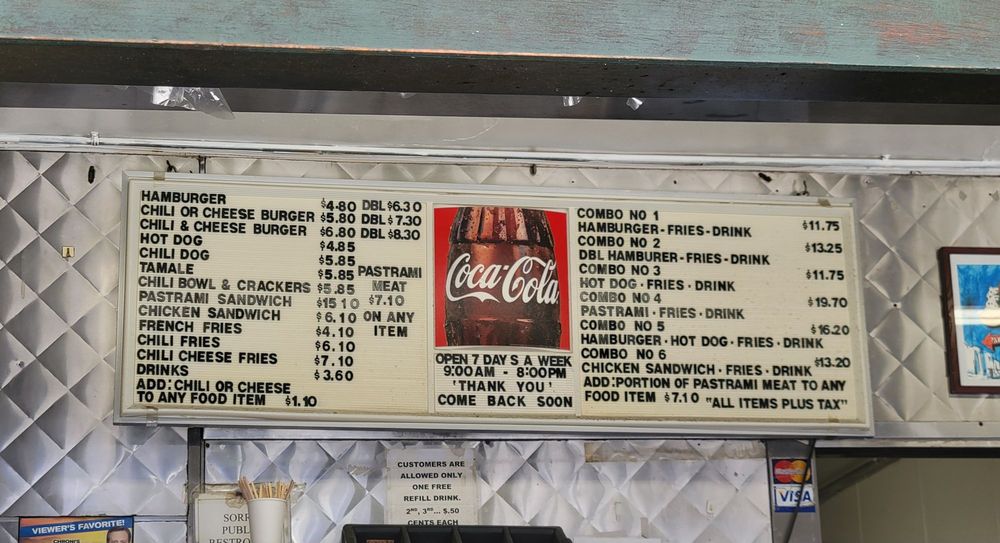 HAMBURGER $4.80 DBL $6.30
CHILI OR CHEESE BURGER $5.80 DBL $7.30
CHILI & CHEESE BURGER $6.80 DBL $8.30
HOT DOG $4.85
CHILI DOG $5.85
TAMALE $5.85
CHILI BOWL & CRACKERS $5.85
PASTRAMI SANDWICH $15 10
CHICKEN SANDWICH $6.10
FRENCH FRIES $4.10
CHILI FRIES $6.10
CHILI CHEESE FRIES $7.10
DRINKS $3.60
ADD:CHILI OR CHEESE
TO ANY FOOD ITEM $1.10
PASTRAMI
MEAT
$7.10
ON ANY
ITEM
Coca-Cola
OPEN 7 DAYS A WEEK
9:00AM - 8:00PM
'THANK YOU'
COME BACK SOON
COMBO NO 1
HAMBURGER-FRIES-DRINK $11.75
COMBO NO 2
DBL HAMBURER-FRIES-DRINK $13.25
COMBO NO 3
HOT DOG·FRIES·DRINK $11.75
COMBO NO 4
PASTRAMI·FRIES·DRINK $19.70
COMBO NO 5
HAMBURGER·HOT DOG·FRIES·DRINK $16.20
COMBO NO 6
CHICKEN SANDWICH·FRIES·DRINK $13.20
ADD:PORTION OF PASTRAMI MEAT TO ANY
FOOD ITEM $7.10 "ALL ITEMS PLUS TAX"
CUSTOMERS ARE
ALLOWED ONLY
ONE FREE
REFILL DRINK.
2ND, 3RD... $.50
CENTS EACH
MasterCard
VISA
VIEWER'S FAVORITE!